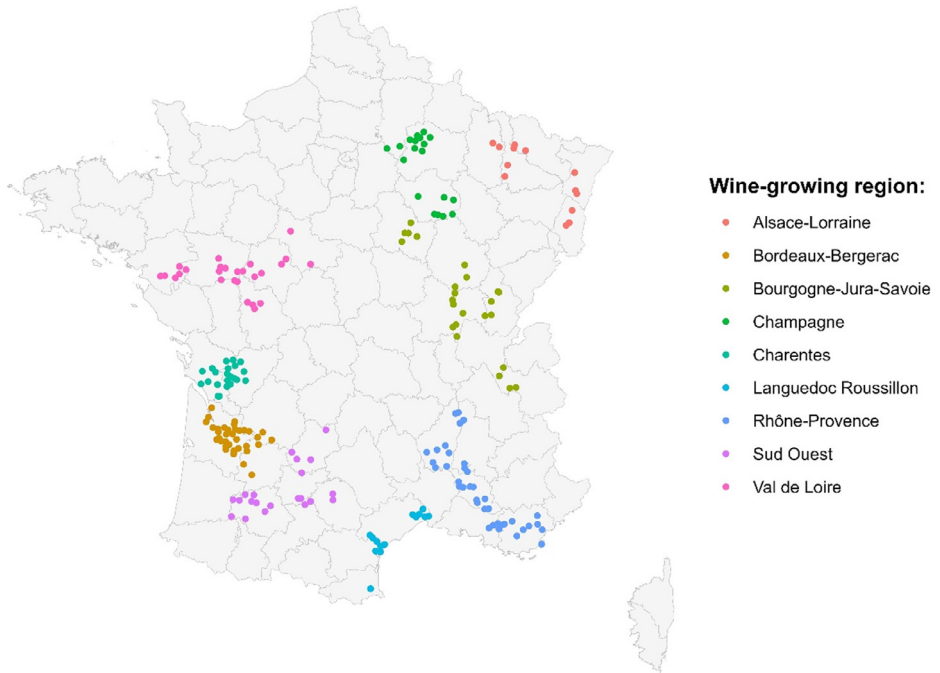 Wine-growing region:
Alsace-Lorraine
Bordeaux-Bergerac
Bourgogne-Jura-Savoie
Champagne
Charentes
Languedoc Roussillon
Rhône-Provence
Sud Ouest
Val de Loire